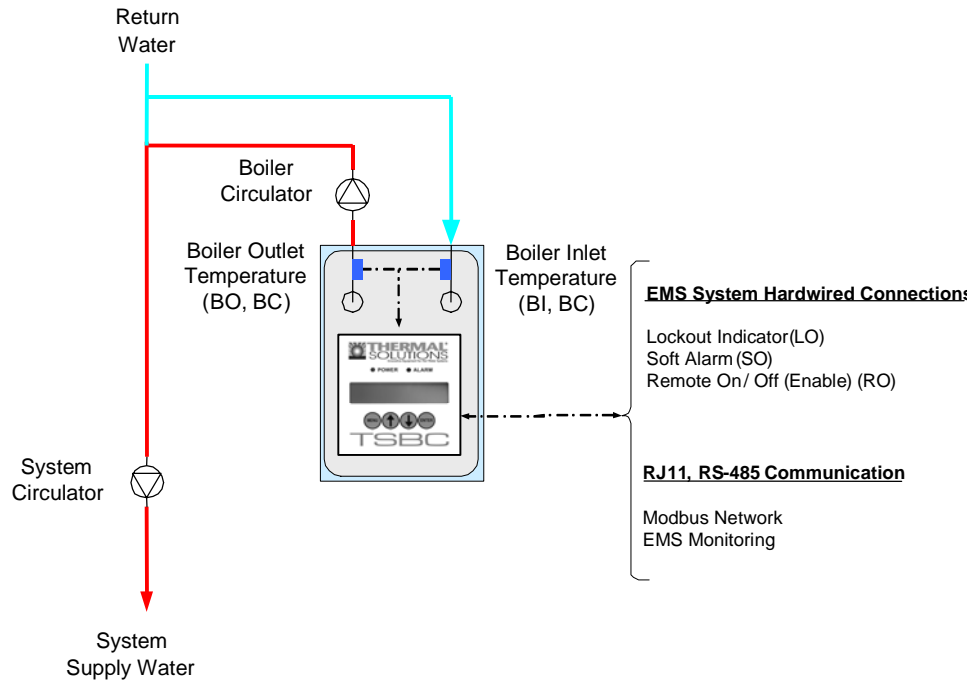 Return
Water
Boiler
Circulator
Boiler Outlet
Temperature
(BO, BC)
Boiler Inlet
Temperature
(BI, BC)
THERMAL
SOLUTIONS
POWER
ALARM
MENU
ENTER
TSBC
EMS System Hardwired Connections
Lockout Indicator(LO)
Soft Alarm (SO)
Remote On/ Off (Enable) (RO)
RJ11, RS-485 Communication
Modbus Network
EMS Monitoring
System
Circulator
System
Supply Water